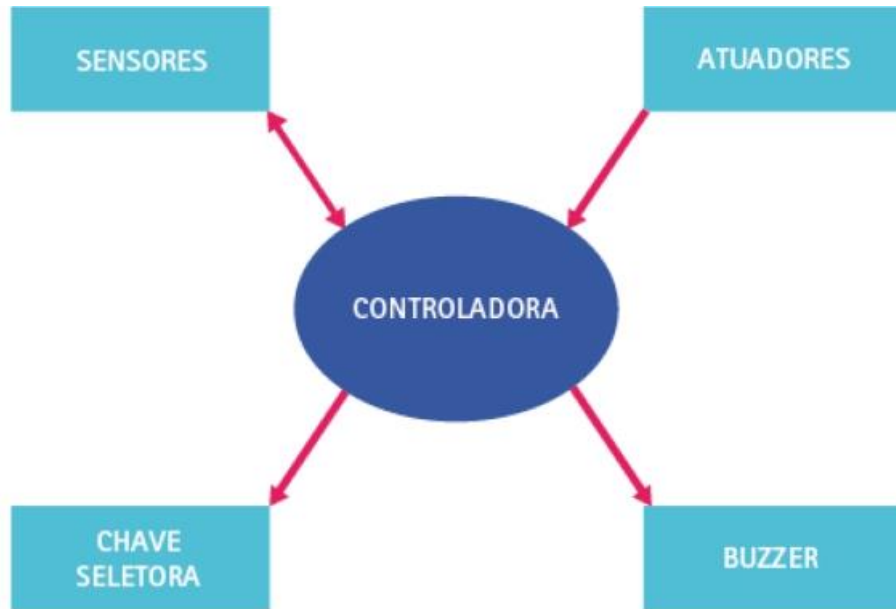 SENSORES
ATUADORES
CONTROLADORA
CHAVE
SELETORA
BUZZER